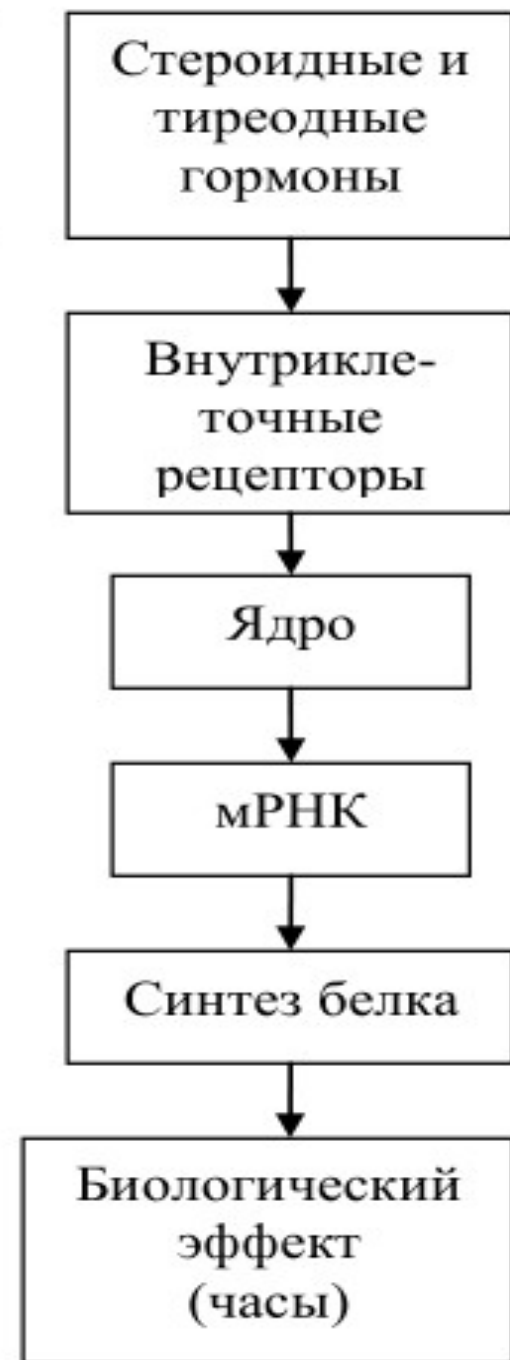 Стероидные и
тиреодные
гормоны
Внутрикле-
точные
рецепторы
Ядро
мРНК
Синтез белка
Биологический
эффект
(часы)